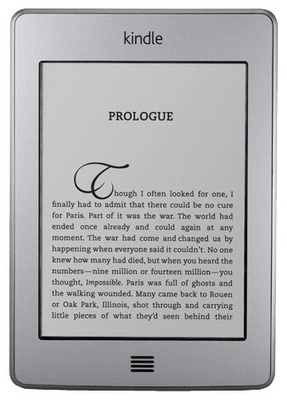 kindle
PROLOGUE
Though I often looked for one, I
finally had to admit that there could be no cure
for Paris. Part of it was the war. The world had
ended once already and could again at any
moment. The war had come and changed us by
happening when everyone said it couldn't. No one
knew how many had died, but when you heard the
numbers—nine million or fourteen million—you
thought, Impossible. Paris was full of ghosts and
the walking wounded. Many came back to Rouen
or Oak Park, Illinois, shot through and carrying
little pieces of what they'd seen behind their